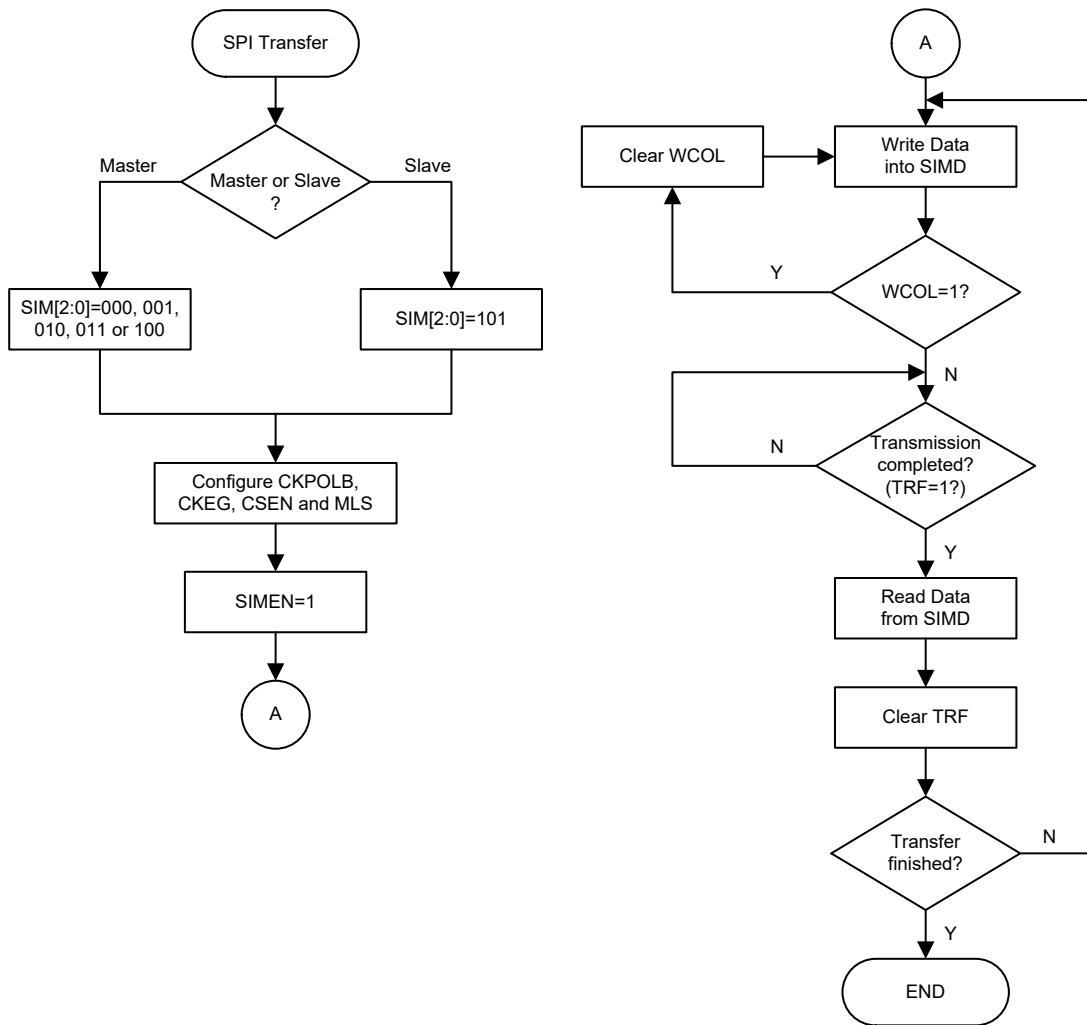 SPI Transfer
Master or Slave
?
Master
Slave
SIM[2:0]=000, 001,
010, 011 or 100
SIM[2:0]=101
Configure CKPOLB,
CKEG, CSEN and MLS
SIMEN=1
A
A
Write Data
into SIMD
Clear WCOL
WCOL=1?
Y
N
Transmission
completed?
(TRF=1?)
N
Y
Read Data
from SIMD
Clear TRF
Transfer
finished?
N
Y
END